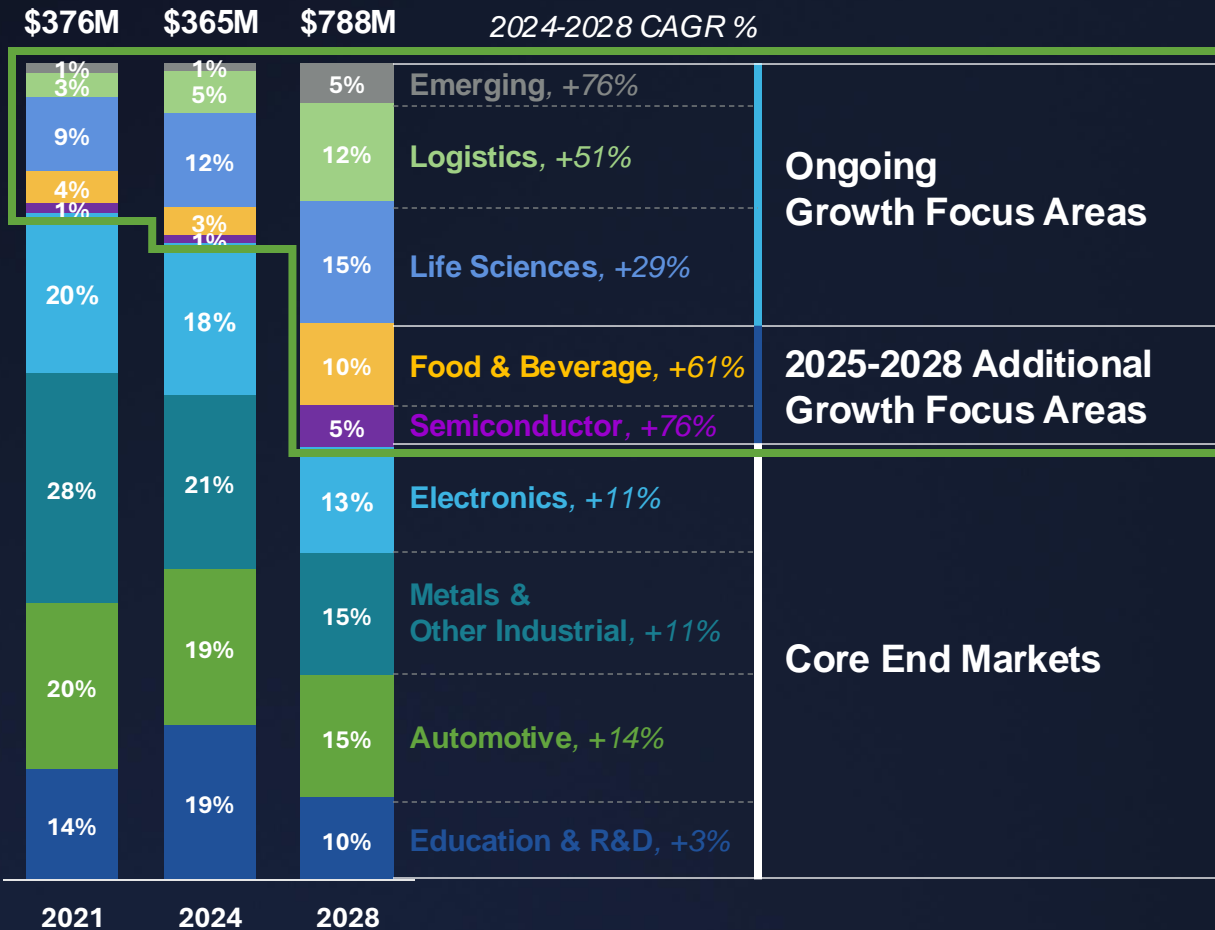 $376M $365M $788M 2024-2028 CAGR %
1% 1% 5% Emerging, +76%
3% 5% 12% Logistics, +51%
9% 12% 15% Life Sciences, +29%
4% 3% 10% Food & Beverage, +61%
1% 1% 5% Semiconductor, +76%
20% 18% 13% Electronics, +11%
28% 21% 15% Metals &
Other Industrial, +11%
20% 19% 15% Automotive, +14%
14% 19% 10% Education & R&D, +3%
2021 2024 2028
Ongoing
Growth Focus Areas
2025-2028 Additional
Growth Focus Areas
Core End Markets